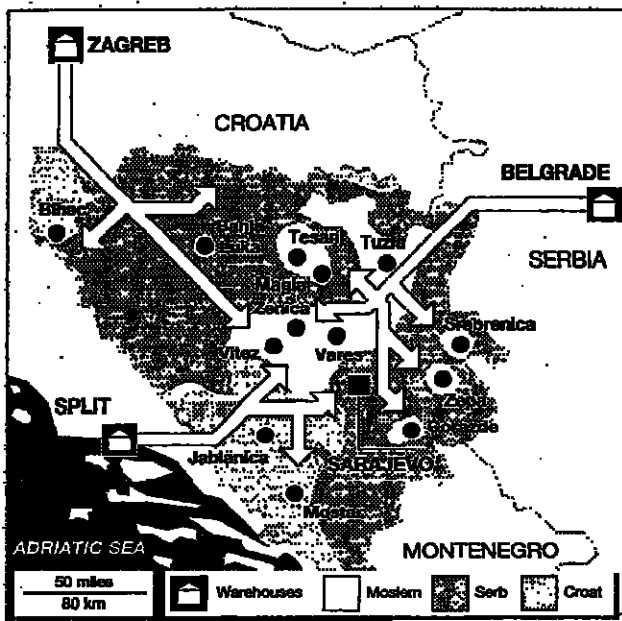 ZAGREB
CROATIA
BELGRADE
Bihac
Tesanj
Tuzla
SERBIA
Maglaj
Zenica
Srebrenica
Vitez
Vares
SPLIT
Zepa
Gorazde
Jablanica
SARAJEVO
Mostar
ADRIATIC SEA
MONTENEGRO
50 miles
80 km
Warehouses
Moslem
Serb
Croat